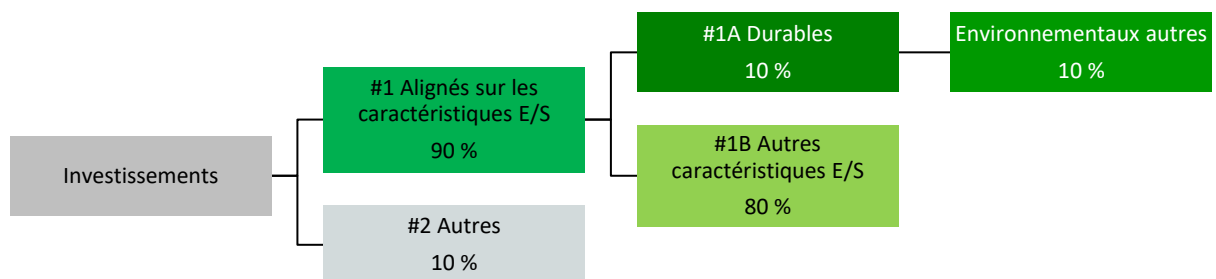 Investissements
#1 Alignés sur les
caractéristiques E/S
90 %
#2 Autres
10 %
#1A Durables
10 %
#1B Autres
caractéristiques E/S
80 %
Environnementaux autres
10 %